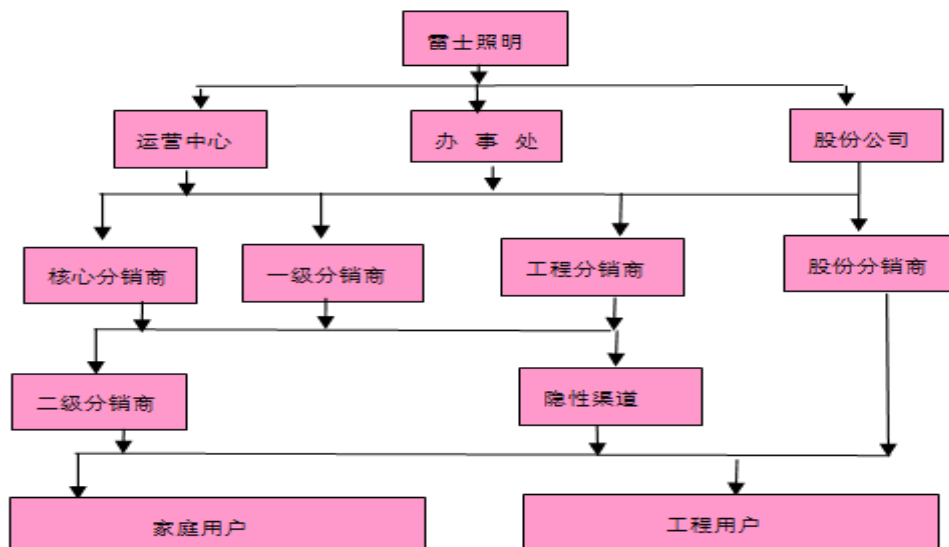 雷士照明
运营中心
办 事 处
股份公司
核心分销商
一级分销商
工程分销商
股份分销商
二级分销商
隐性渠道
家庭用户
工程用户